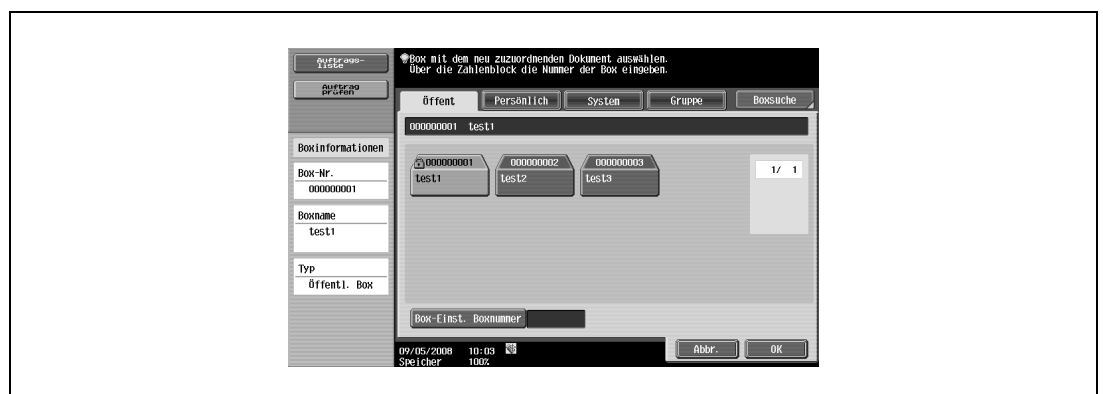 Auftrags-
liste
Auftrag
prüfen
Box mit dem neu zuzuordnenden Dokument auswählen.
Über die Zahlenblock die Nummer der Box eingeben.
Öffent
Persönlich
System
Gruppe
Boxsuche
000000001 test1
Boxinformationen
Box-Nr.
000000001
Boxname
test1
Typ
Öffentl. Box
000000001
test1
000000002
test2
000000003
test3
1/ 1
Box-Einst. Boxnummer
09/05/2008 10:03
Speicher 100%
Abbr.
OK